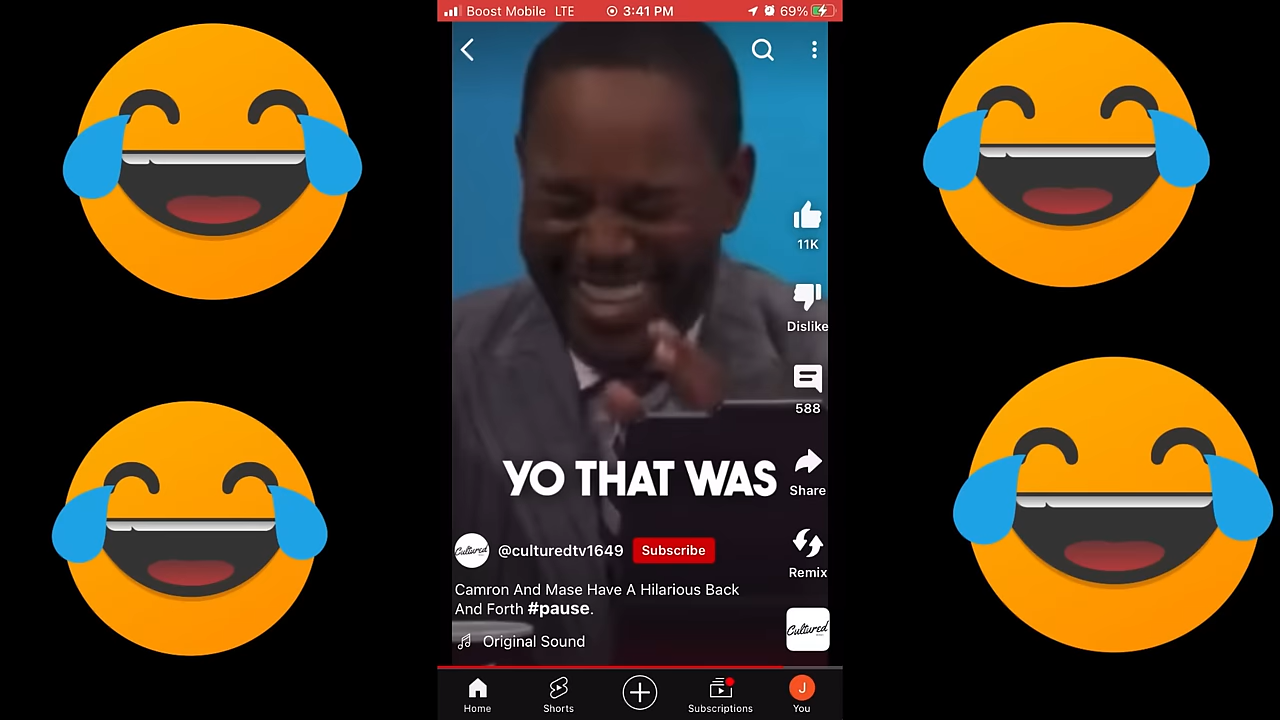 Boost Mobile LTE 3:41 PM 69%
11K
Dislike
588
YO THAT WAS
Share
Cultured
@culturedtv1649 Subscribe
Remix
Camron And Mase Have A Hilarious Back
And Forth #pause.
Cultured
Original Sound
Home Shorts Subscriptions J You